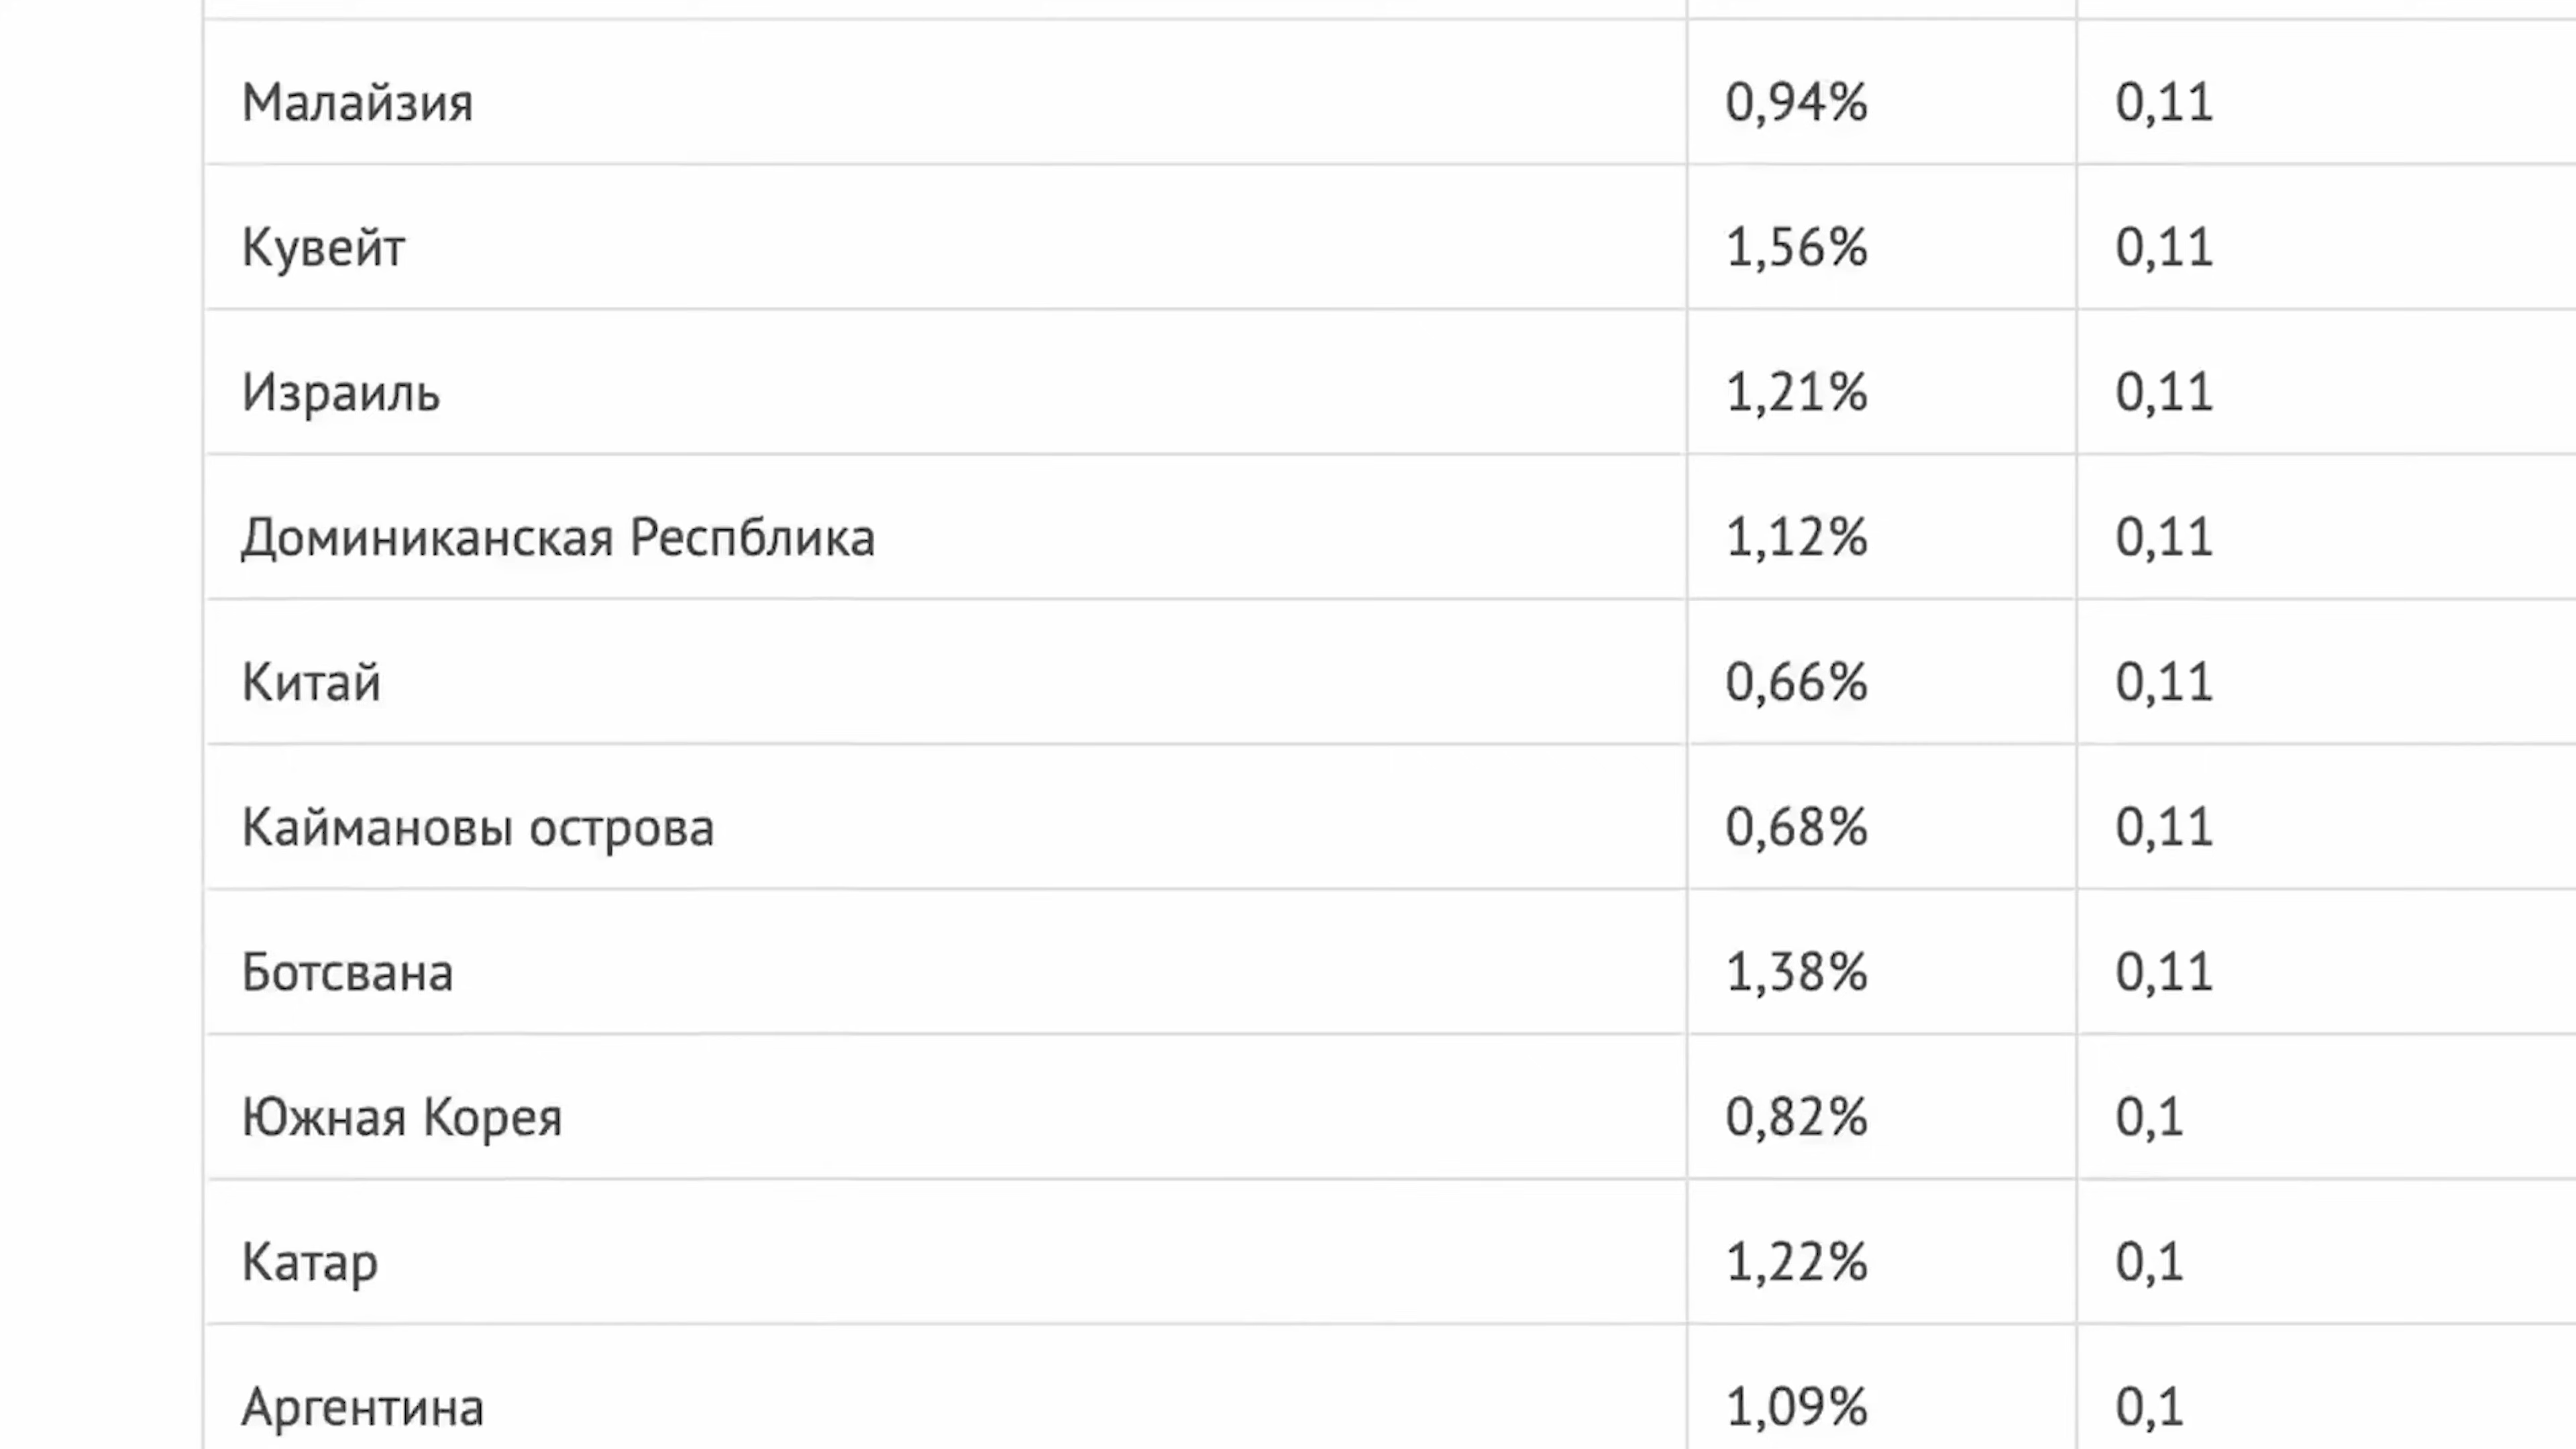 Малайзия 0,94% 0,11
Кувейт 1,56% 0,11
Израиль 1,21% 0,11
Доминиканская Респблика 1,12% 0,11
Китай 0,66% 0,11
Каймановы острова 0,68% 0,11
Ботсвана 1,38% 0,11
Южная Корея 0,82% 0,1
Катар 1,22% 0,1
Аргентина 1,09% 0,1